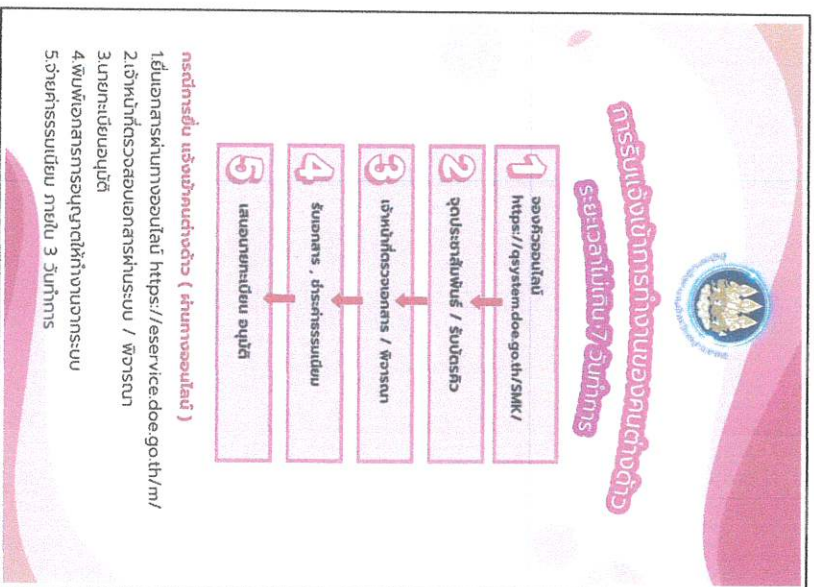 การรับแจ้งเข้าการทำงานของคนต่างด้าว
ระยะเวลาไม่เกิน 7 วันทำการ
1 จองคิวออนไลน์
https://qsystem.doe.go.th/SMK/
2 จุดประชาสัมพันธ์ / รับบัตรคิว
3 เจ้าหน้าที่ตรวจเอกสาร / พิจารณา
4 รับเอกสาร , ชำระค่าธรรมเนียม
5 เสนอนายทะเบียน อนุมัติ
กรณีการยื่น แจ้งเข้าคนต่างด้าว ( ผ่านทางออนไลน์ )
1.ยื่นเอกสารผ่านทางออนไลน์ https://eservice.doe.go.th/m/
2.เจ้าหน้าที่ตรวจสอบเอกสารผ่านระบบ / พิจารณา
3.นายทะเบียนอนุมัติ
4.พิมพ์เอกสารการอนุญาตให้ทำงานจากระบบ
5.จ่ายค่าธรรมเนียม ภายใน 3 วันทำการ